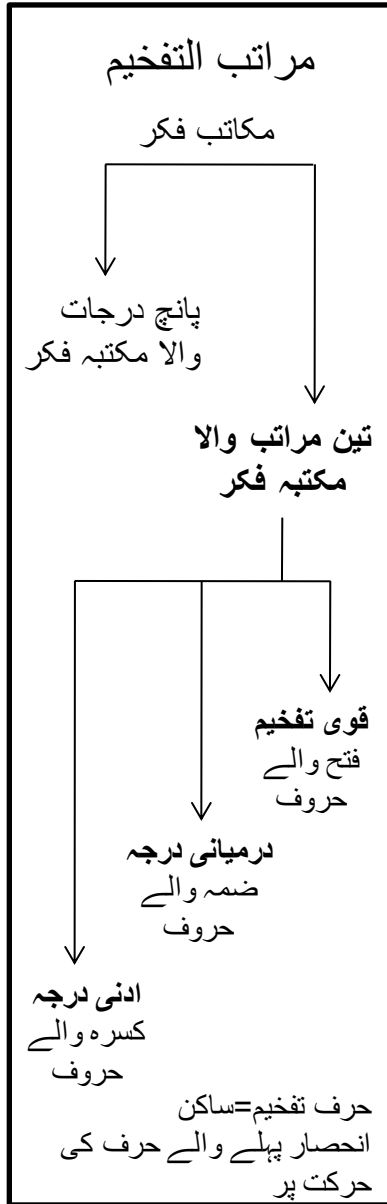 مراتب التفخيم
مکاتب فکر
پانچ درجات
والا مکتبہ فکر
تین مراتب والا
مکتبہ فکر
قوی تفخیم
فتح والے
حروف
درمیانی درجہ
ضمہ والے
حروف
ادنی درجہ
کسرہ والے
حروف
حرف تفخیم=ساکن
انحصار پہلے والے حرف کی
حرکت پر